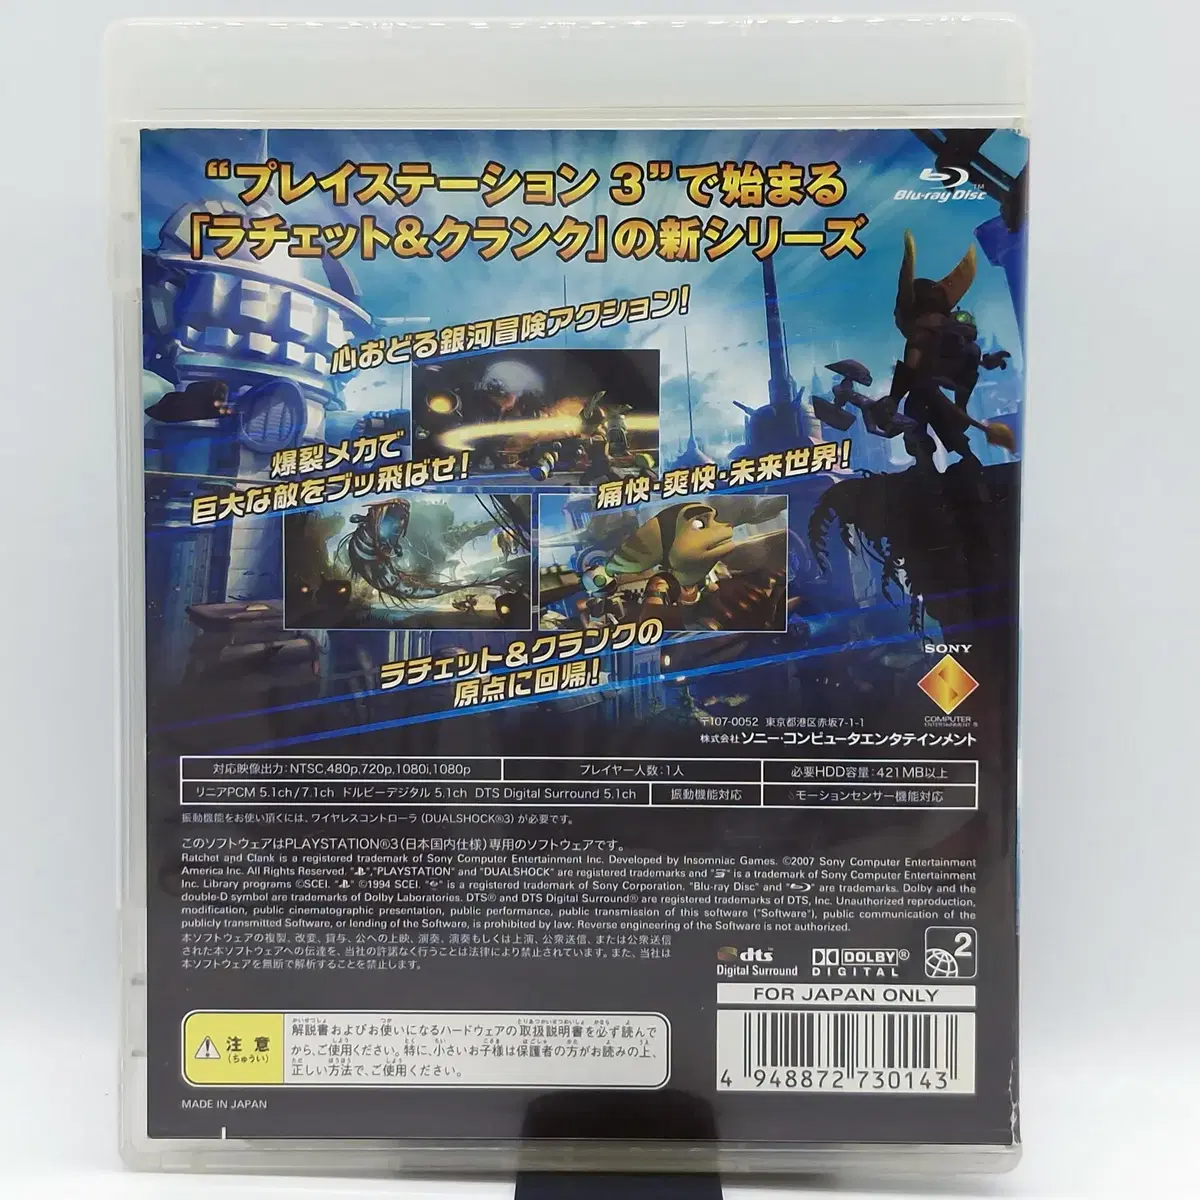 “プレイステーション 3”で始まる
「ラチェット&クランク」の新シリーズ
Blu-ray Disc™
心おどる銀河冒険アクション!
爆裂メカで
巨大な敵をブッ飛ばせ!
痛快・爽快・未来世界!
ラチェット&クランクの
原点に回帰!
SONY
COMPUTER
ENTERTAINMENT®
〒107-0052 東京都港区赤坂7-1-1
株式会社ソニー・コンピュータエンタテインメント
対応映像出力:NTSC,480p,720p,1080i,1080p
プレイヤー人数:1人
必要HDD容量:421MB以上
リニアPCM 5.1ch/7.1ch ドルビーデジタル 5.1ch DTS Digital Surround 5.1ch
振動機能対応
モーションセンサー機能対応
振動機能をお使い頂くには、ワイヤレスコントローラ(DUALSHOCK®3)が必要です。
このソフトウェアはPLAYSTATION®3(日本国内仕様)専用のソフトウェアです。
Ratchet and Clank is a registered trademark of Sony Computer Entertainment Inc. Developed by Insomniac Games. ©2007 Sony Computer Entertainment
America Inc. All Rights Reserved. "","PLAYSTATION" and "DUALSHOCK" are registered trademarks and "" is a trademark of Sony Computer Entertainment
Inc. Library programs ©SCEI. "" ©1994 SCEI. "" is a registered trademark of Sony Corporation. "Blu-ray Disc" and "" are trademarks. Dolby and the
double-D symbol are trademarks of Dolby Laboratories. DTS® and DTS Digital Surround® are registered trademarks of DTS, Inc. Unauthorized reproduction,
modification, public cinematographic presentation, public performance, public transmission of this software ("Software"), public communication of the
publicly transmitted Software, or lending of the Software, is prohibited by law. Reverse engineering of the Software is not authorized.
本ソフトウェアの複製、改変、貸与、公への上映、演奏、演奏もしくは上演、公衆送信、または公衆送信
された本ソフトウェアへの伝達を、当社の許諾なく行うことは法律により禁止されています。また、当社は
本ソフトウェアを無断で解析することを禁止します。
dts
Digital Surround
DOLBY®
DIGITAL
2
FOR JAPAN ONLY
注意
(ちゅうい)
解説書およびお使いになるハードウェアの取扱説明書を必ず読んで
から、ご使用ください。特に、小さいお子様は保護者の方がお読みの上、
正しい方法で、ご使用ください。
4 948872 730143
MADE IN JAPAN